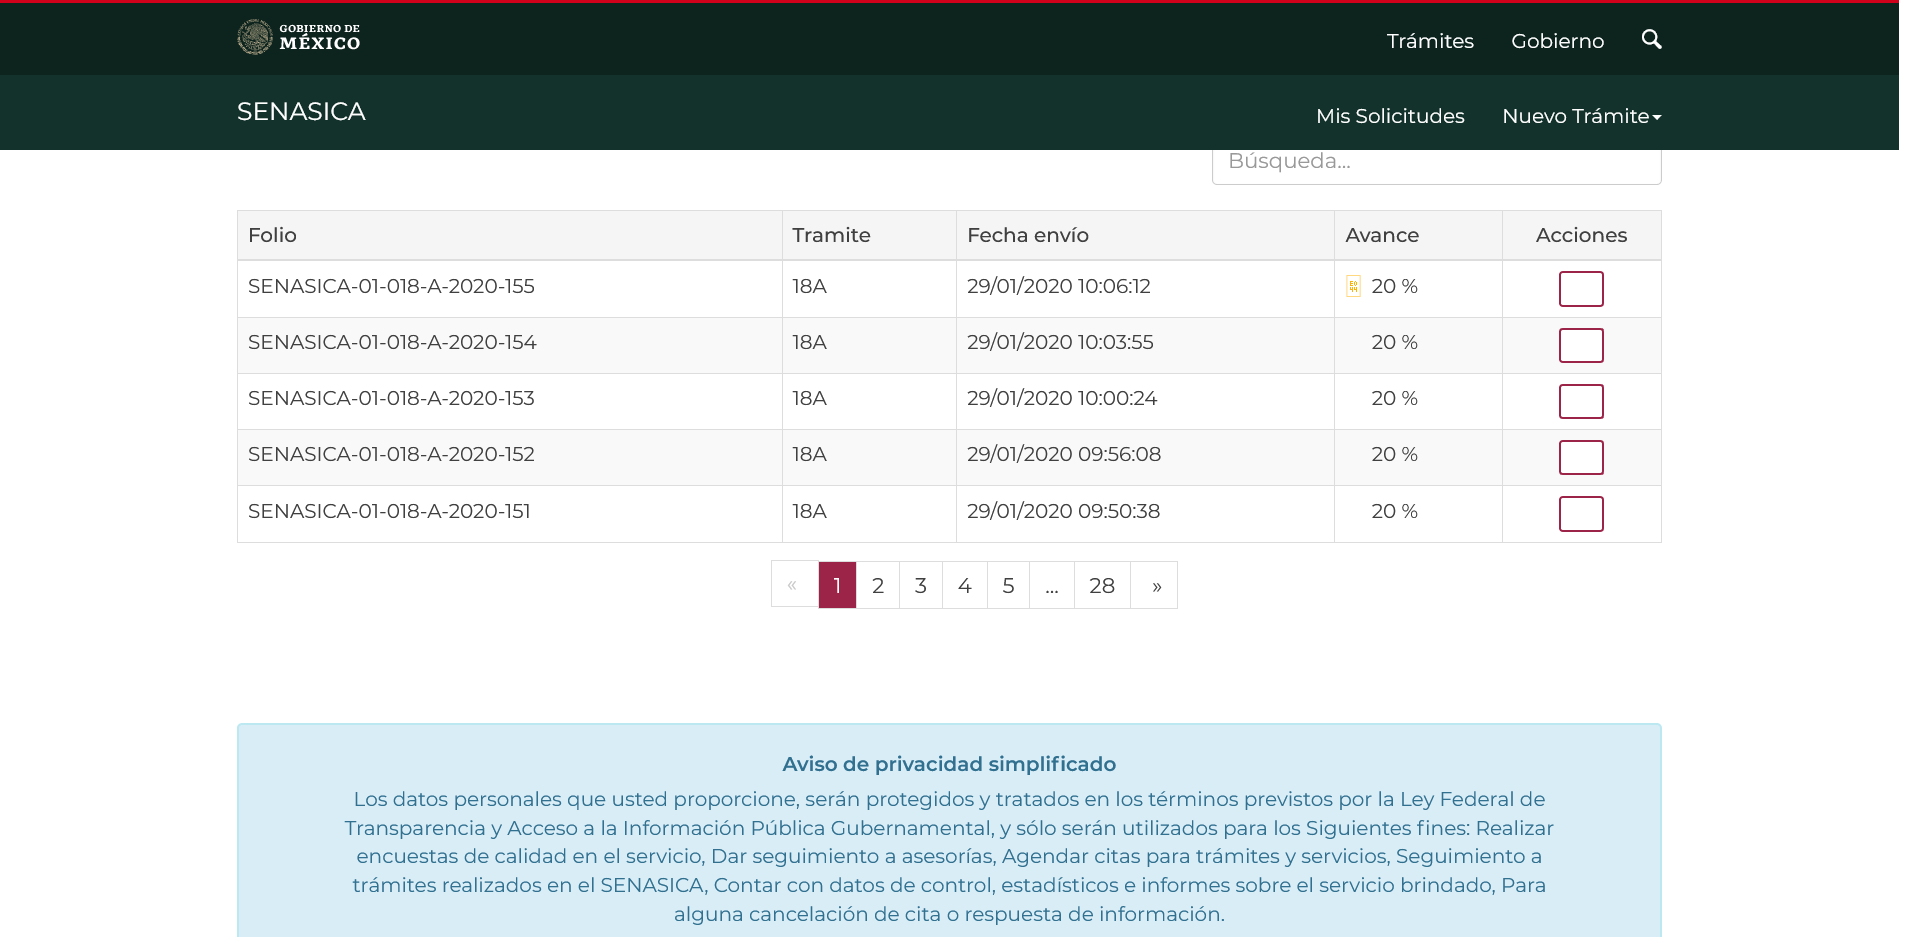 GOBIERNO DE
MÉXICO
Trámites Gobierno
SENASICA
Mis Solicitudes Nuevo Trámite
Búsqueda...
Folio Tramite Fecha envío Avance Acciones
SENASICA-01-018-A-2020-155 18A 29/01/2020 10:06:12 20 %
SENASICA-01-018-A-2020-154 18A 29/01/2020 10:03:55 20 %
SENASICA-01-018-A-2020-153 18A 29/01/2020 10:00:24 20 %
SENASICA-01-018-A-2020-152 18A 29/01/2020 09:56:08 20 %
SENASICA-01-018-A-2020-151 18A 29/01/2020 09:50:38 20 %
« 1 2 3 4 5 ... 28 »
Aviso de privacidad simplificado
Los datos personales que usted proporcione, serán protegidos y tratados en los términos previstos por la Ley Federal de
Transparencia y Acceso a la Información Pública Gubernamental, y sólo serán utilizados para los Siguientes fines: Realizar
encuestas de calidad en el servicio, Dar seguimiento a asesorías, Agendar citas para trámites y servicios, Seguimiento a
trámites realizados en el SENASICA, Contar con datos de control, estadísticos e informes sobre el servicio brindado, Para
alguna cancelación de cita o respuesta de información.